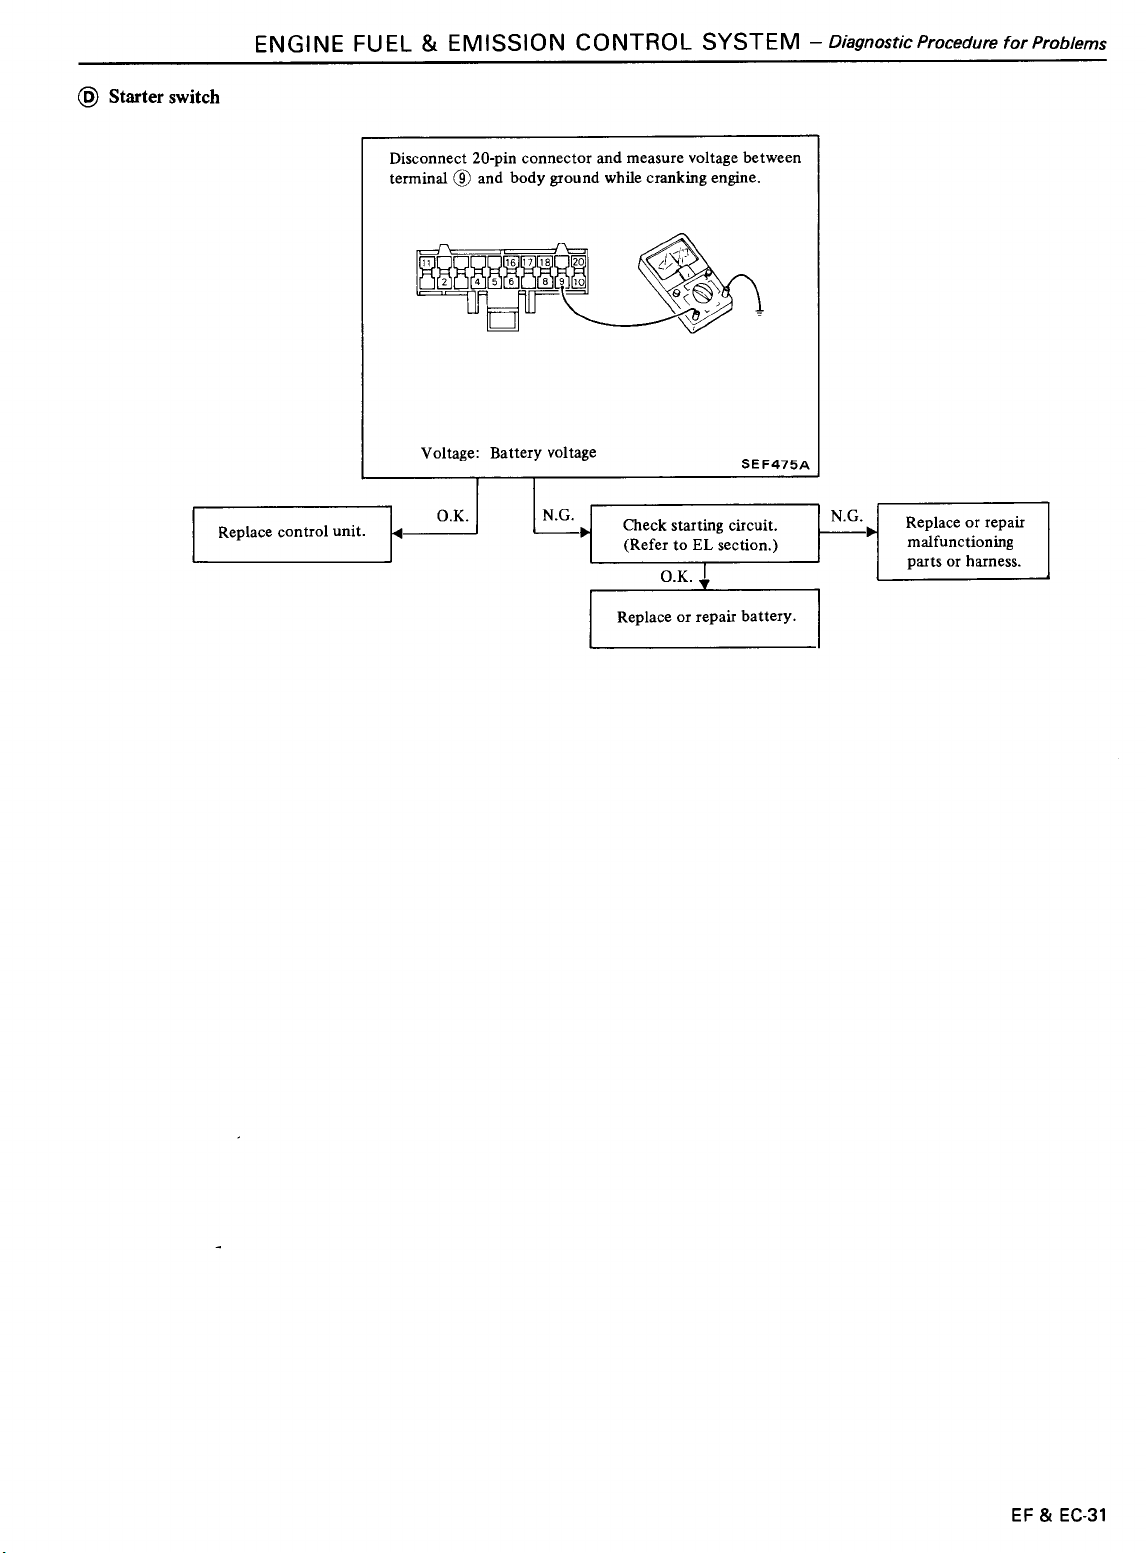 ENGINE FUEL & EMISSION CONTROL SYSTEM – Diagnostic Procedure for Problems
Ⓓ Starter switch
Disconnect 20-pin connector and measure voltage between
terminal ⑨ and body ground while cranking engine.
11 16 17 18 20
2 4 5 6 8 9 10
Voltage: Battery voltage
SEF475A
O.K.
N.G.
N.G.
Replace control unit.
Check starting circuit.
(Refer to EL section.)
Replace or repair
malfunctioning
parts or harness.
O.K.
Replace or repair battery.
EF & EC-31